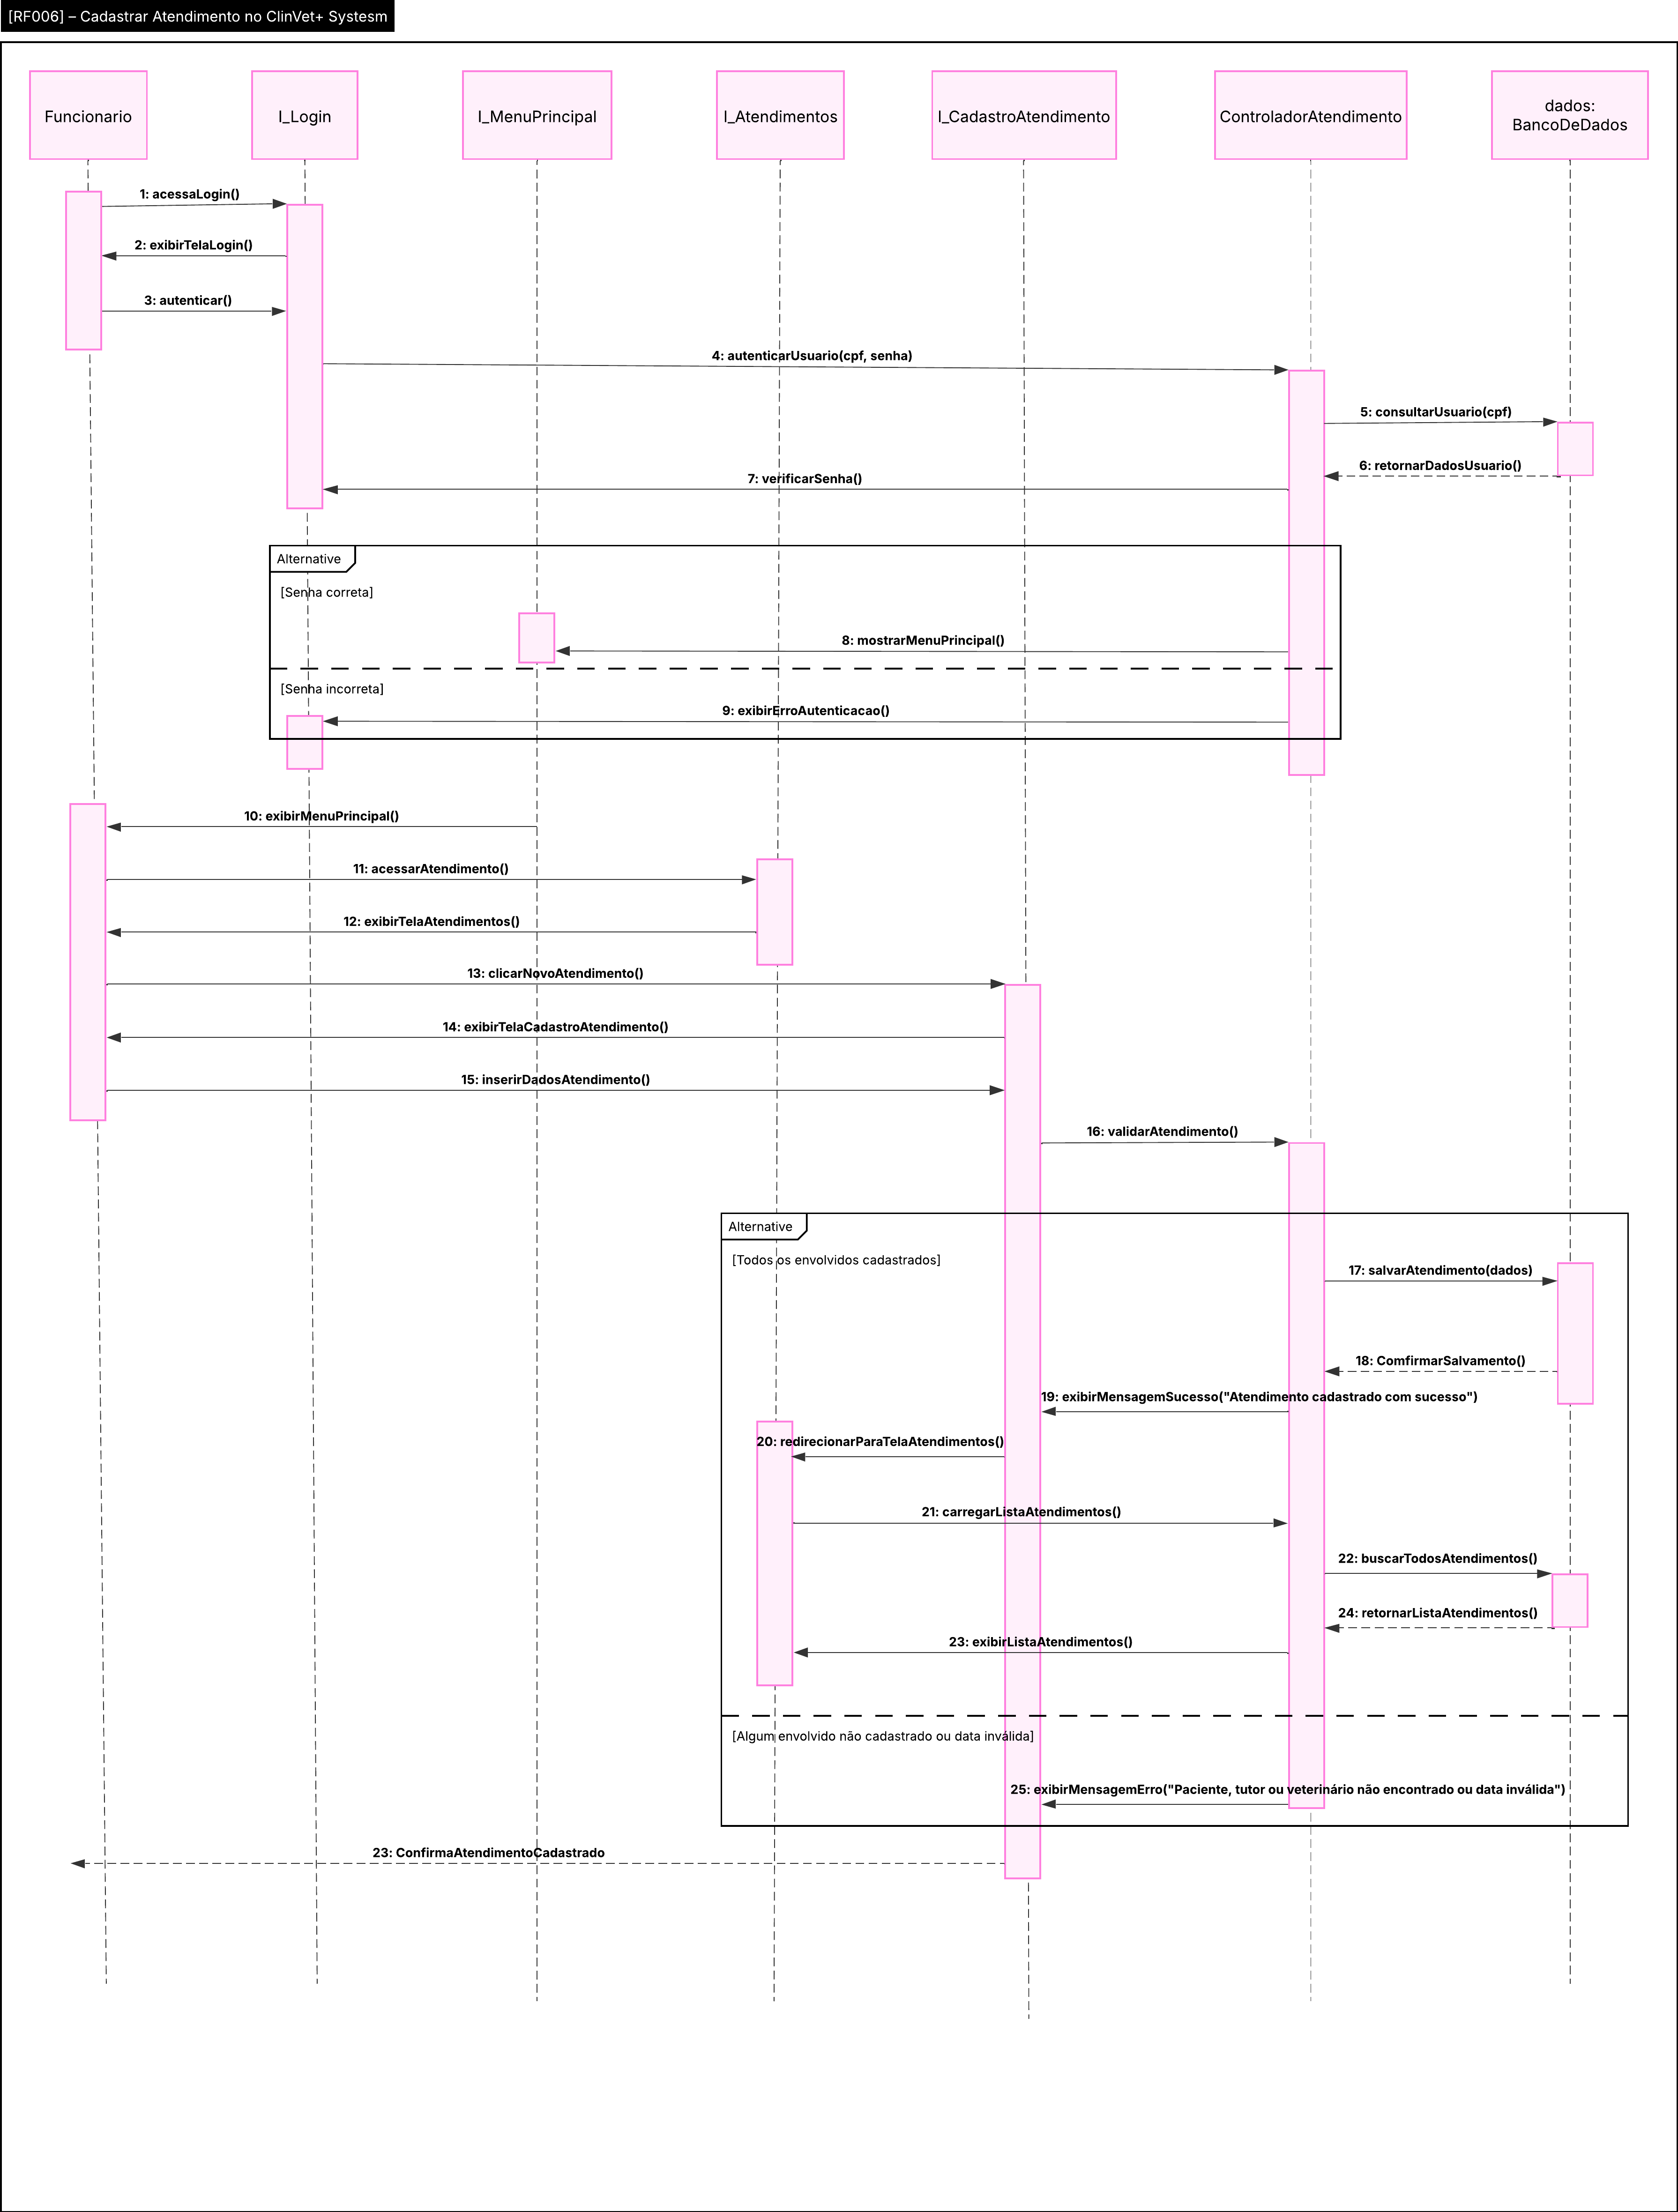 [RF006] – Cadastrar Atendimento no ClinVet+ Systesm
Funcionario
I_Login
I_MenuPrincipal
I_Atendimentos
I_CadastroAtendimento
ControladorAtendimento
dados:
BancoDeDados
1: acessaLogin()
2: exibirTelaLogin()
3: autenticar()
4: autenticarUsuario(cpf, senha)
5: consultarUsuario(cpf)
6: retornarDadosUsuario()
7: verificarSenha()
Alternative
[Senha correta]
8: mostrarMenuPrincipal()
[Senha incorreta]
9: exibirErroAutenticacao()
10: exibirMenuPrincipal()
11: acessarAtendimento()
12: exibirTelaAtendimentos()
13: clicarNovoAtendimento()
14: exibirTelaCadastroAtendimento()
15: inserirDadosAtendimento()
16: validarAtendimento()
Alternative
[Todos os envolvidos cadastrados]
17: salvarAtendimento(dados)
18: ComfirmarSalvamento()
19: exibirMensagemSucesso("Atendimento cadastrado com sucesso")
20: redirecionarParaTelaAtendimentos()
21: carregarListaAtendimentos()
22: buscarTodosAtendimentos()
24: retornarListaAtendimentos()
23: exibirListaAtendimentos()
[Algum envolvido não cadastrado ou data inválida]
25: exibirMensagemErro("Paciente, tutor ou veterinário não encontrado ou data inválida")
23: ConfirmaAtendimentoCadastrado